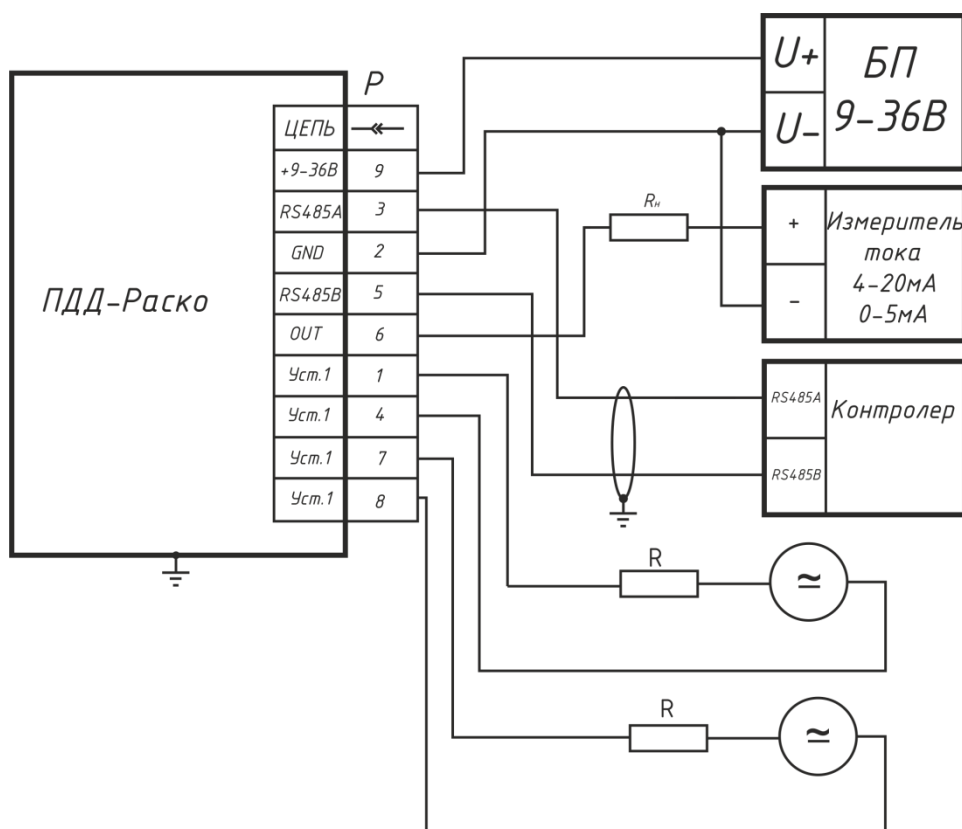 ПДД-Раско
P
ЦЕПЬ
+9-36В 9
RS485A 3
GND 2
RS485B 5
OUT 6
Уст.1 1
Уст.1 4
Уст.1 7
Уст.1 8
U+
U-
БП
9-36В
Rн
+
-
Измеритель
тока
4-20мА
0-5мА
RS485A
RS485B
Контролер
R
≃
R
≃